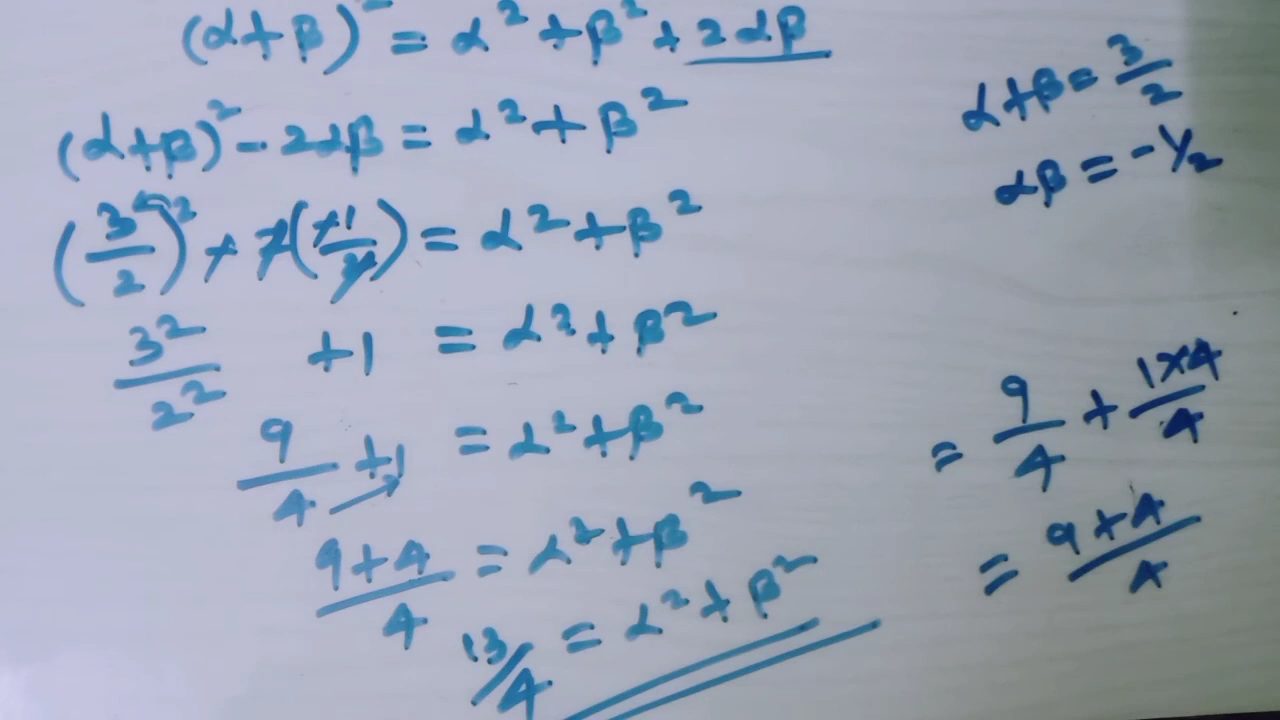 (α+β)² = α²+β²+2αβ
(α+β)²-2αβ = α²+β²
(3/2)² + 2(+1/2) = α²+β²
3²/2² +1 = α²+β²
9/4 +1 = α²+β²
9+4/4 = α²+β²
13/4 = α²+β²
α+β = 3/2
αβ = -1/2
= 9/4 + 1×4/4
= 9+4/4